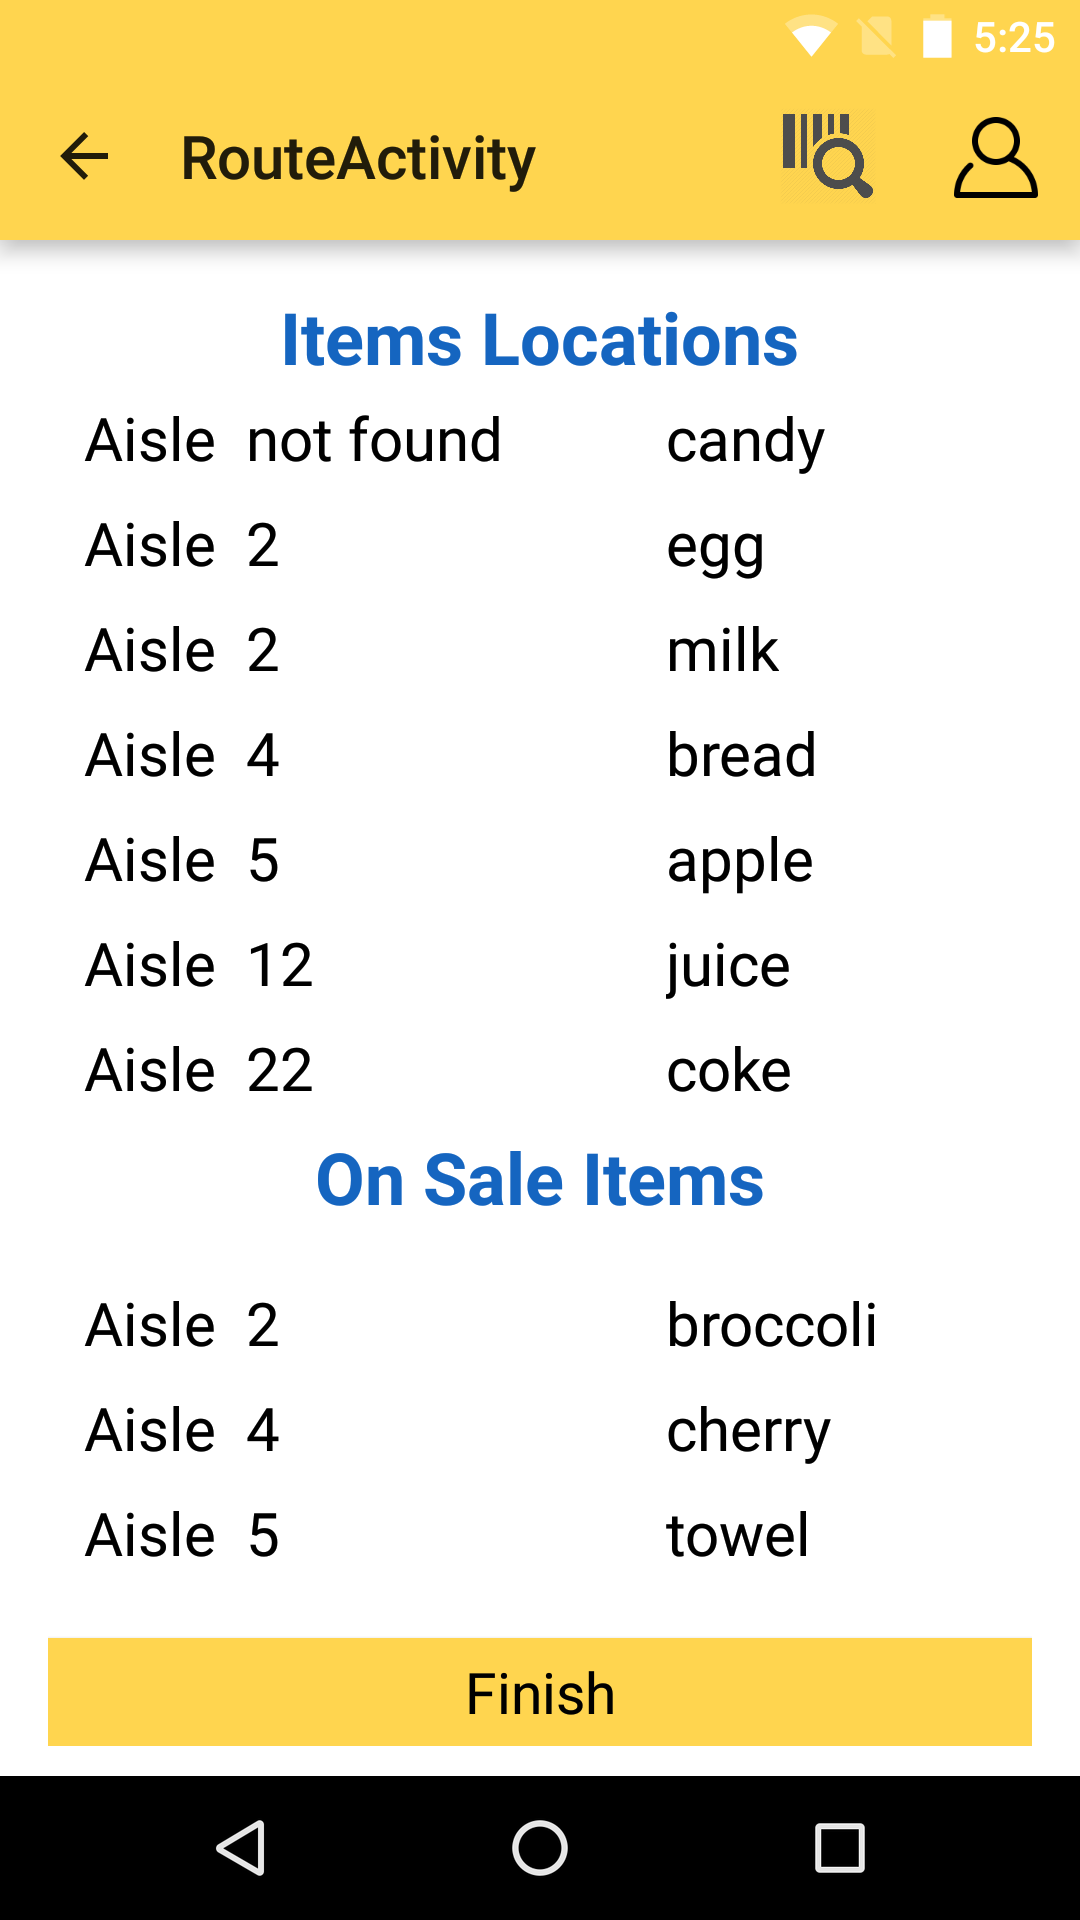 5:25
RouteActivity
Items Locations
Aisle not found candy
Aisle 2 egg
Aisle 2 milk
Aisle 4 bread
Aisle 5 apple
Aisle 12 juice
Aisle 22 coke
On Sale Items
Aisle 2 broccoli
Aisle 4 cherry
Aisle 5 towel
Finish